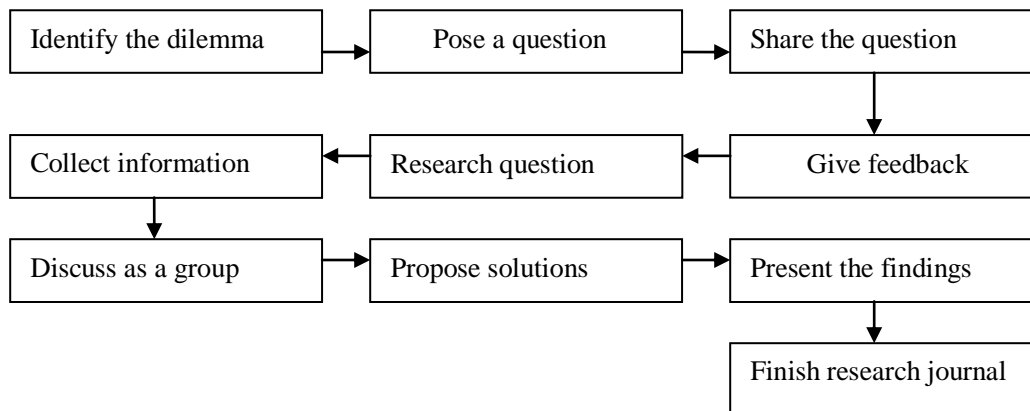 Identify the dilemma
Pose a question
Share the question
Give feedback
Research question
Collect information
Discuss as a group
Propose solutions
Present the findings
Finish research journal